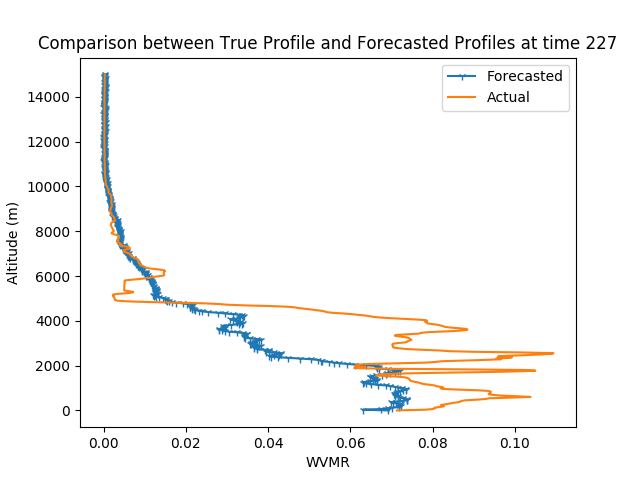 Comparison between True Profile and Forecasted Profiles at time 227
Forecasted
Actual
Altitude (m)
14000
12000
10000
8000
6000
4000
2000
0
0.00 0.02 0.04 0.06 0.08 0.10
WVMR